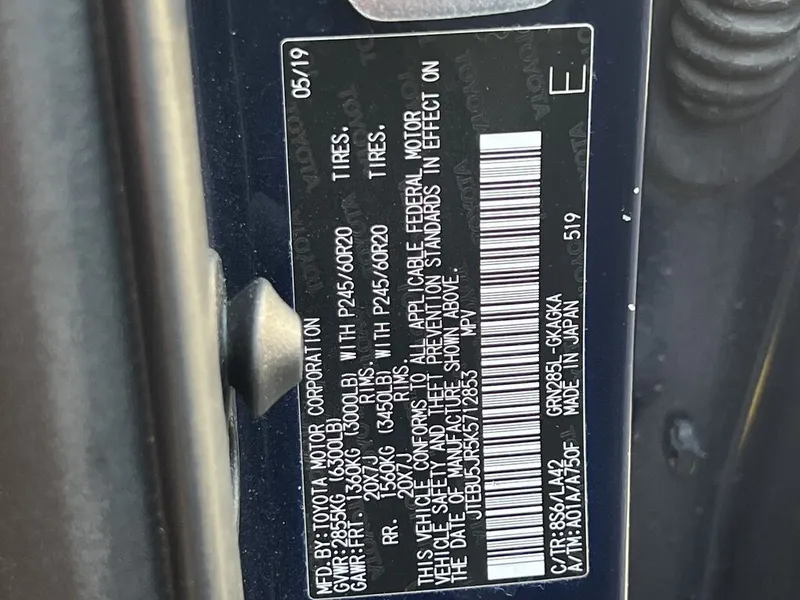 MFD. BY:TOYOTA MOTOR CORPORATION 05/19
GVWR:2855KG (6300LB)
GAWR:FRT. 1360KG (3000LB) WITH P245/60R20 TIRES.
20X7J RIMS.
RR. 1560KG (3450LB) WITH P245/60R20 TIRES.
20X7J RIMS.
THIS VEHICLE CONFORMS TO ALL APPLICABLE FEDERAL MOTOR
VEHICLE SAFETY AND THEFT PREVENTION STANDARDS IN EFFECT ON
THE DATE OF MANUFACTURE SHOWN ABOVE.
JTEBU5JR5K5712853 MPV
C/TR:8S6/LA42 GRN285L-GKAGKA
A/TM:A01A/A750F MADE IN JAPAN 519 E